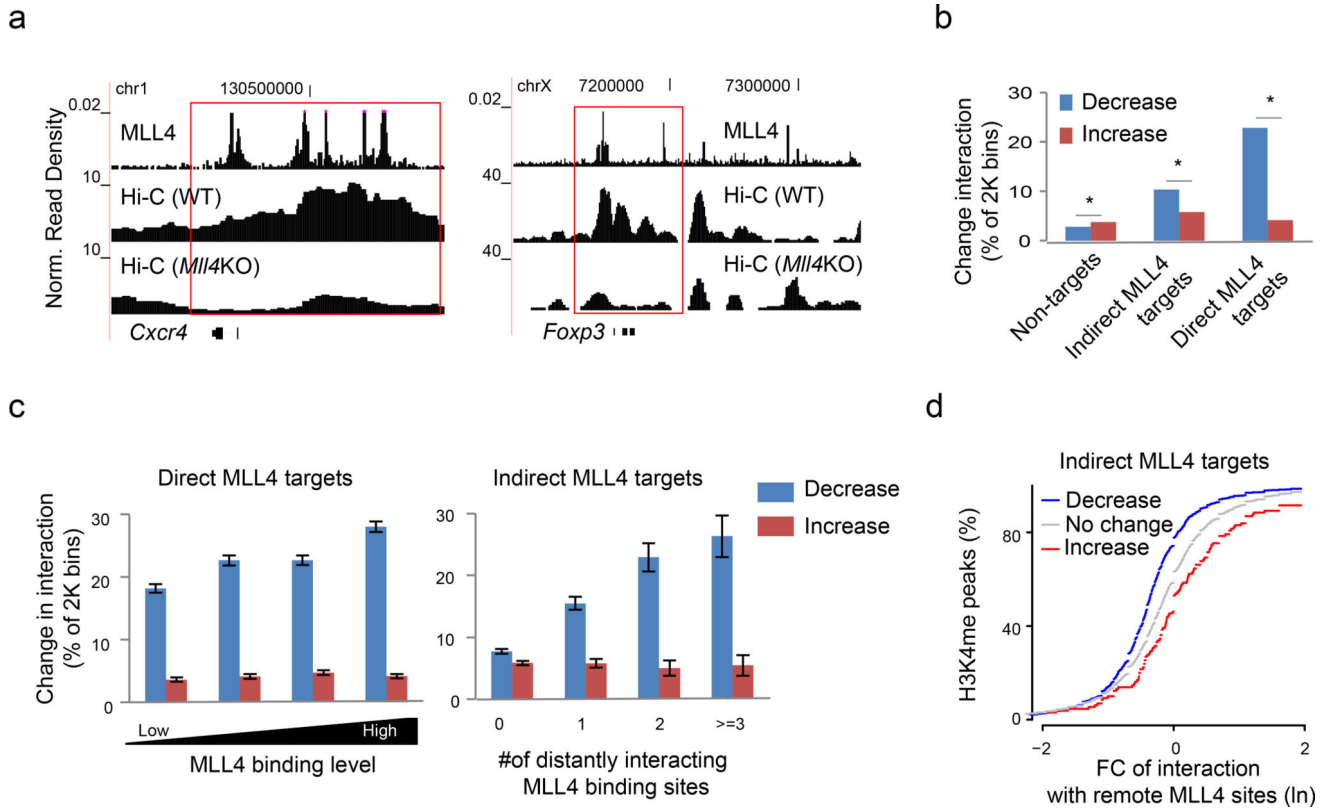 a
chr1 130500000
0.02
MLL4
10
Hi-C (WT)
10
Hi-C (Mll4KO)
Norm. Read Density
Cxcr4
chrX 7200000 7300000
0.02
MLL4
40
Hi-C (WT)
40
Hi-C (Mll4KO)
Foxp3
b
Change interaction
(% of 2K bins)
30
20
10
0
Decrease
Increase
*
*
*
Non-targets
Indirect MLL4
targets
Direct MLL4
targets
c
Direct MLL4 targets
Change in interaction
(% of 2K bins)
30
20
10
0
Low
High
MLL4 binding level
Indirect MLL4 targets
30
20
10
0
0 1 2 >=3
#of distantly interacting
MLL4 binding sites
Decrease
Increase
d
Indirect MLL4 targets
Decrease
No change
Increase
H3K4me peaks (%)
80
40
0
−2 0 2
FC of interaction
with remote MLL4 sites (ln)